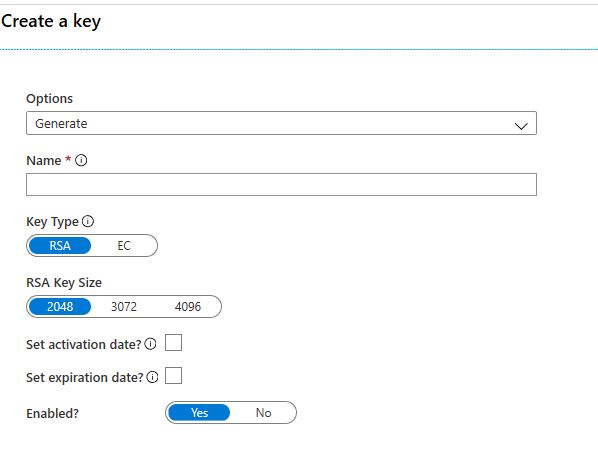 Create a key
Options
Generate
Name *
Key Type
RSA EC
RSA Key Size
2048 3072 4096
Set activation date?
Set expiration date?
Enabled? Yes No